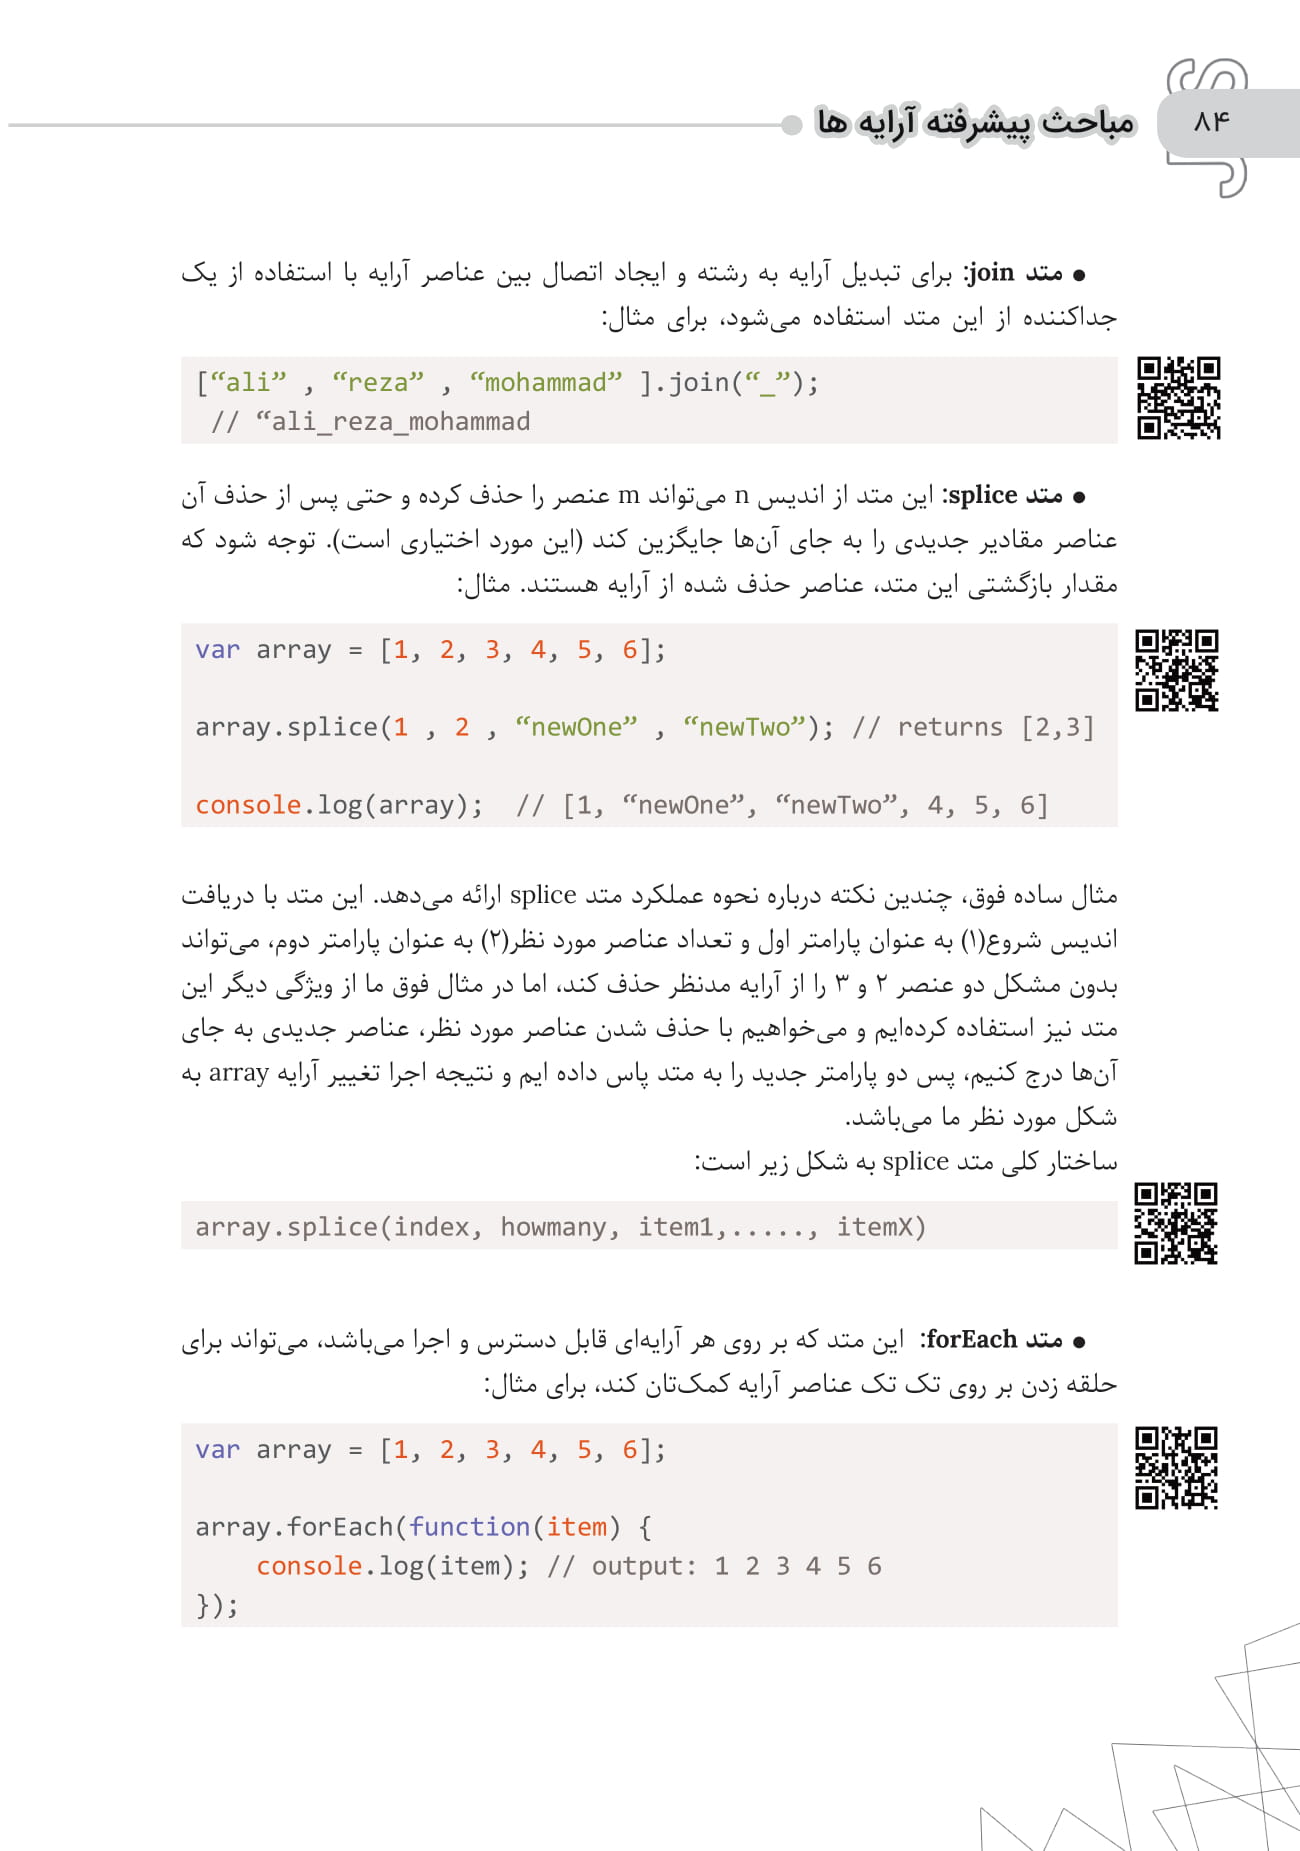 ۸۴
مباحث پیشرفته آرایه ها
● متد join: برای تبدیل آرایه به رشته و ایجاد اتصال بین عناصر آرایه با استفاده از یک
جداکننده از این متد استفاده می‌شود، برای مثال:
[“ali” , “reza” , “mohammad” ].join(“_”);
// “ali_reza_mohammad
● متد splice: این متد از اندیس n می‌تواند m عنصر را حذف کرده و حتی پس از حذف آن
عناصر مقادیر جدیدی را به جای آن‌ها جایگزین کند (این مورد اختیاری است). توجه شود که
مقدار بازگشتی این متد، عناصر حذف شده از آرایه هستند. مثال:
var array = [1, 2, 3, 4, 5, 6];
array.splice(1 , 2 , “newOne” , “newTwo”); // returns [2,3]
console.log(array);  // [1, “newOne”, “newTwo”, 4, 5, 6]
مثال ساده فوق، چندین نکته درباره نحوه عملکرد متد splice ارائه می‌دهد. این متد با دریافت
اندیس شروع(۱) به عنوان پارامتر اول و تعداد عناصر مورد نظر(۲) به عنوان پارامتر دوم، می‌تواند
بدون مشکل دو عنصر ۲ و ۳ را از آرایه مدنظر حذف کند، اما در مثال فوق ما از ویژگی دیگر این
متد نیز استفاده کرده‌ایم و می‌خواهیم با حذف شدن عناصر مورد نظر، عناصر جدیدی به جای
آن‌ها درج کنیم، پس دو پارامتر جدید را به متد پاس داده ایم و نتیجه اجرا تغییر آرایه array به
شکل مورد نظر ما می‌باشد.
ساختار کلی متد splice به شکل زیر است:
array.splice(index, howmany, item1,....., itemX)
● متد forEach:  این متد که بر روی هر آرایه‌ای قابل دسترس و اجرا می‌باشد، می‌تواند برای
حلقه زدن بر روی تک تک عناصر آرایه کمک‌تان کند، برای مثال:
var array = [1, 2, 3, 4, 5, 6];
array.forEach(function(item) {
    console.log(item); // output: 1 2 3 4 5 6
});